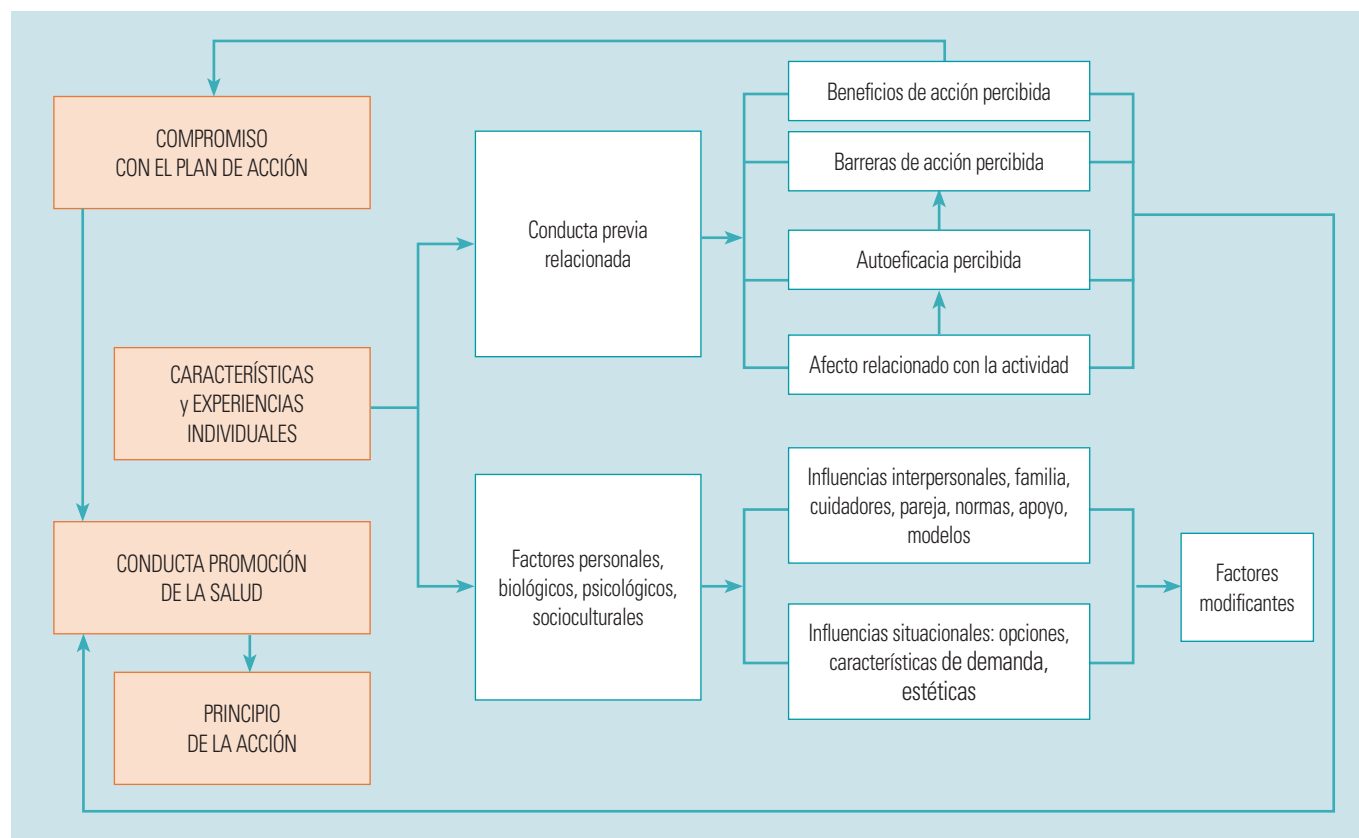 COMPROMISO
CON EL PLAN DE ACCIÓN
CARACTERÍSTICAS
y EXPERIENCIAS
INDIVIDUALES
CONDUCTA PROMOCIÓN
DE LA SALUD
PRINCIPIO
DE LA ACCIÓN
Conducta previa
relacionada
Factores personales,
biológicos, psicológicos,
socioculturales
Beneficios de acción percibida
Barreras de acción percibida
Autoeficacia percibida
Afecto relacionado con la actividad
Influencias interpersonales, familia,
cuidadores, pareja, normas, apoyo,
modelos
Influencias situacionales: opciones,
características de demanda,
estéticas
Factores
modificantes